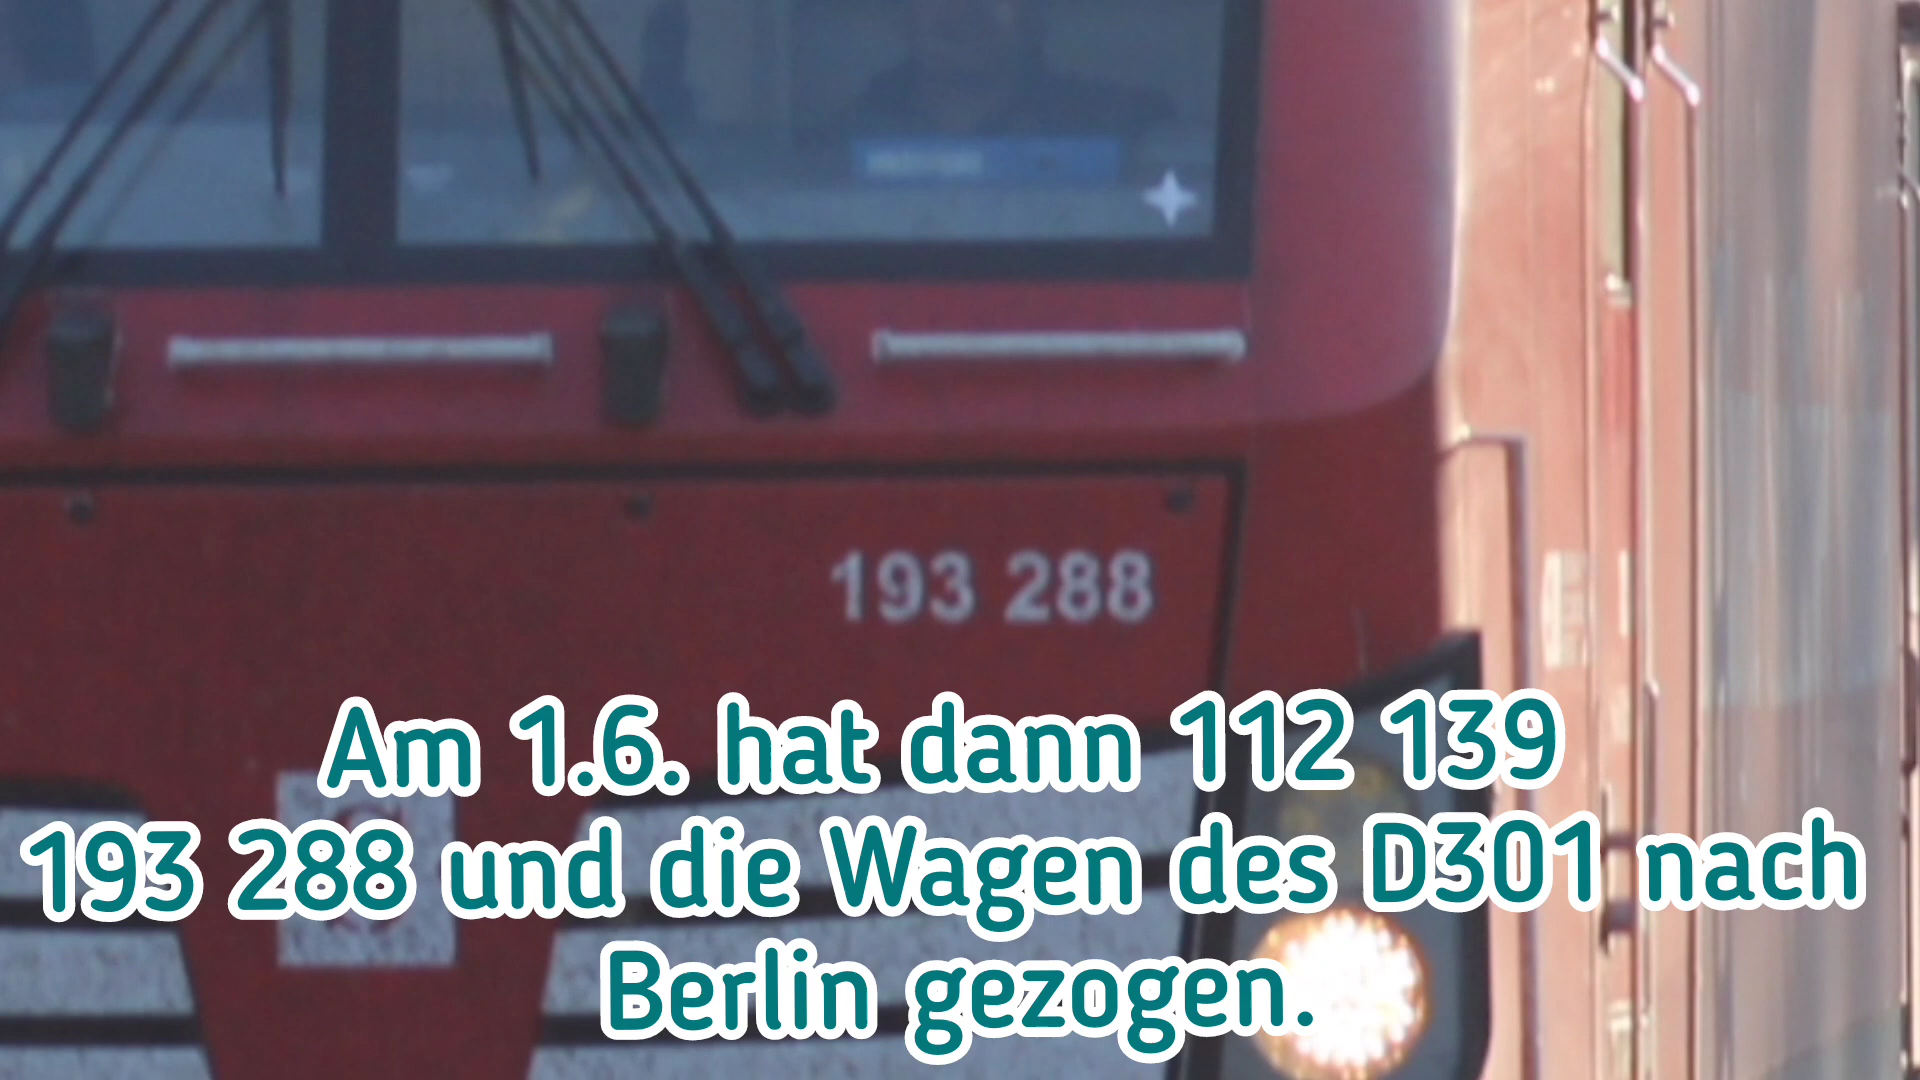 193 288
Am 1.6. hat dann 112 139
193 288 und die Wagen des D301 nach
Berlin gezogen.